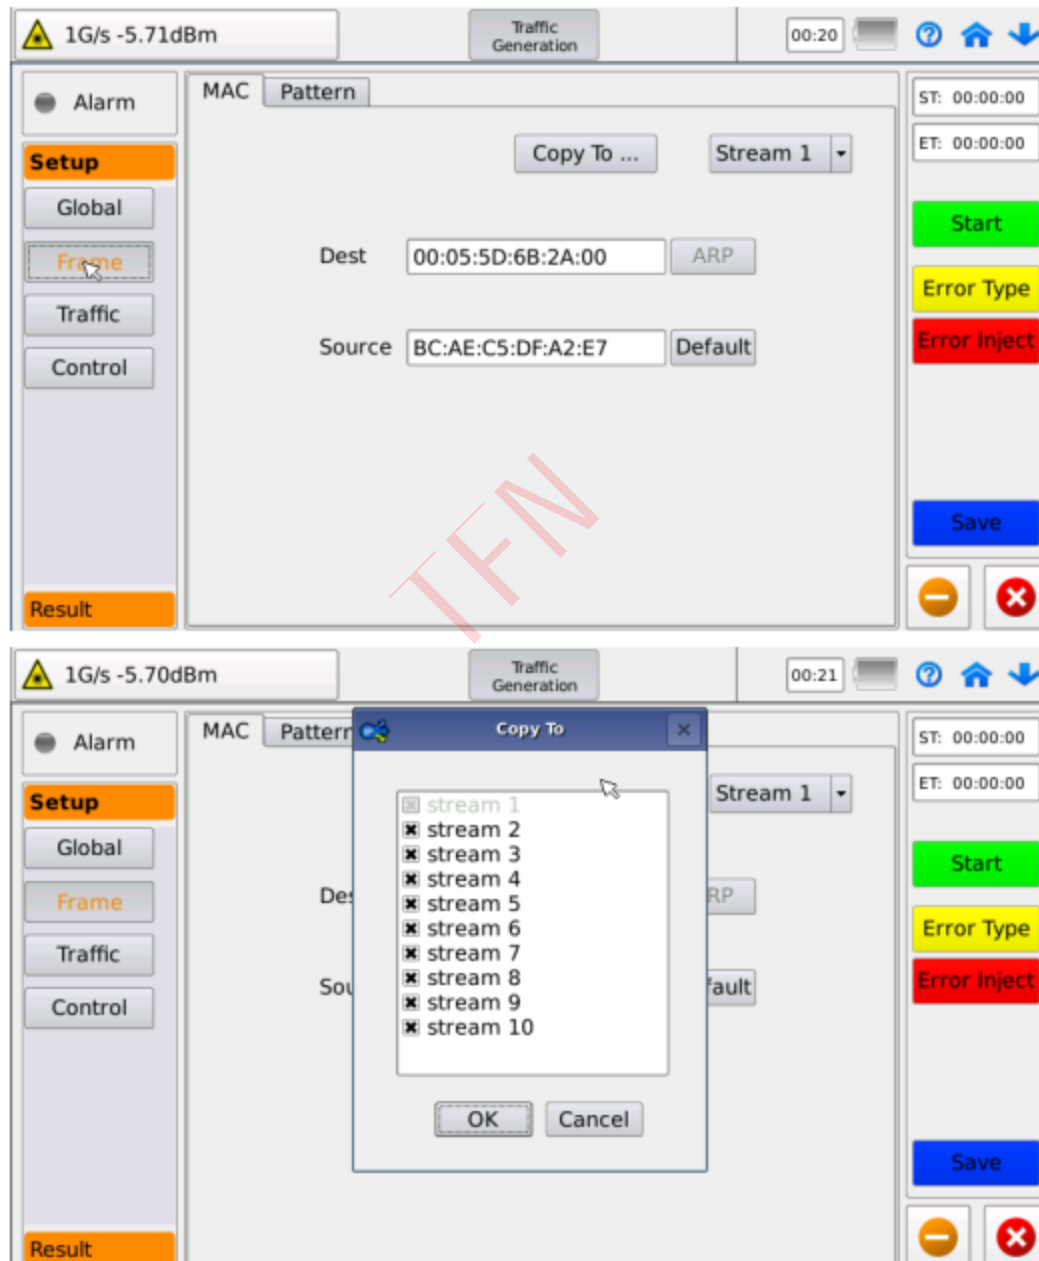 1G/s -5.71dBm
Traffic
Generation
00:20
Alarm
MAC Pattern
ST: 00:00:00
ET: 00:00:00
Setup
Copy To ... Stream 1
Global
Start
Frame
Dest 00:05:5D:6B:2A:00 ARP
Error Type
Traffic
Source BC:AE:C5:DF:A2:E7 Default
Error Inject
Control
TFN
Save
Result
1G/s -5.70dBm
Traffic
Generation
00:21
Alarm
MAC Pattern
Copy To
ST: 00:00:00
ET: 00:00:00
Setup
Stream 1
stream 1
stream 2
stream 3
stream 4
stream 5
stream 6
stream 7
stream 8
stream 9
stream 10
Global
Start
Frame
Des
RP
Error Type
Traffic
Sou
fault
Error Inject
Control
OK Cancel
Save
Result